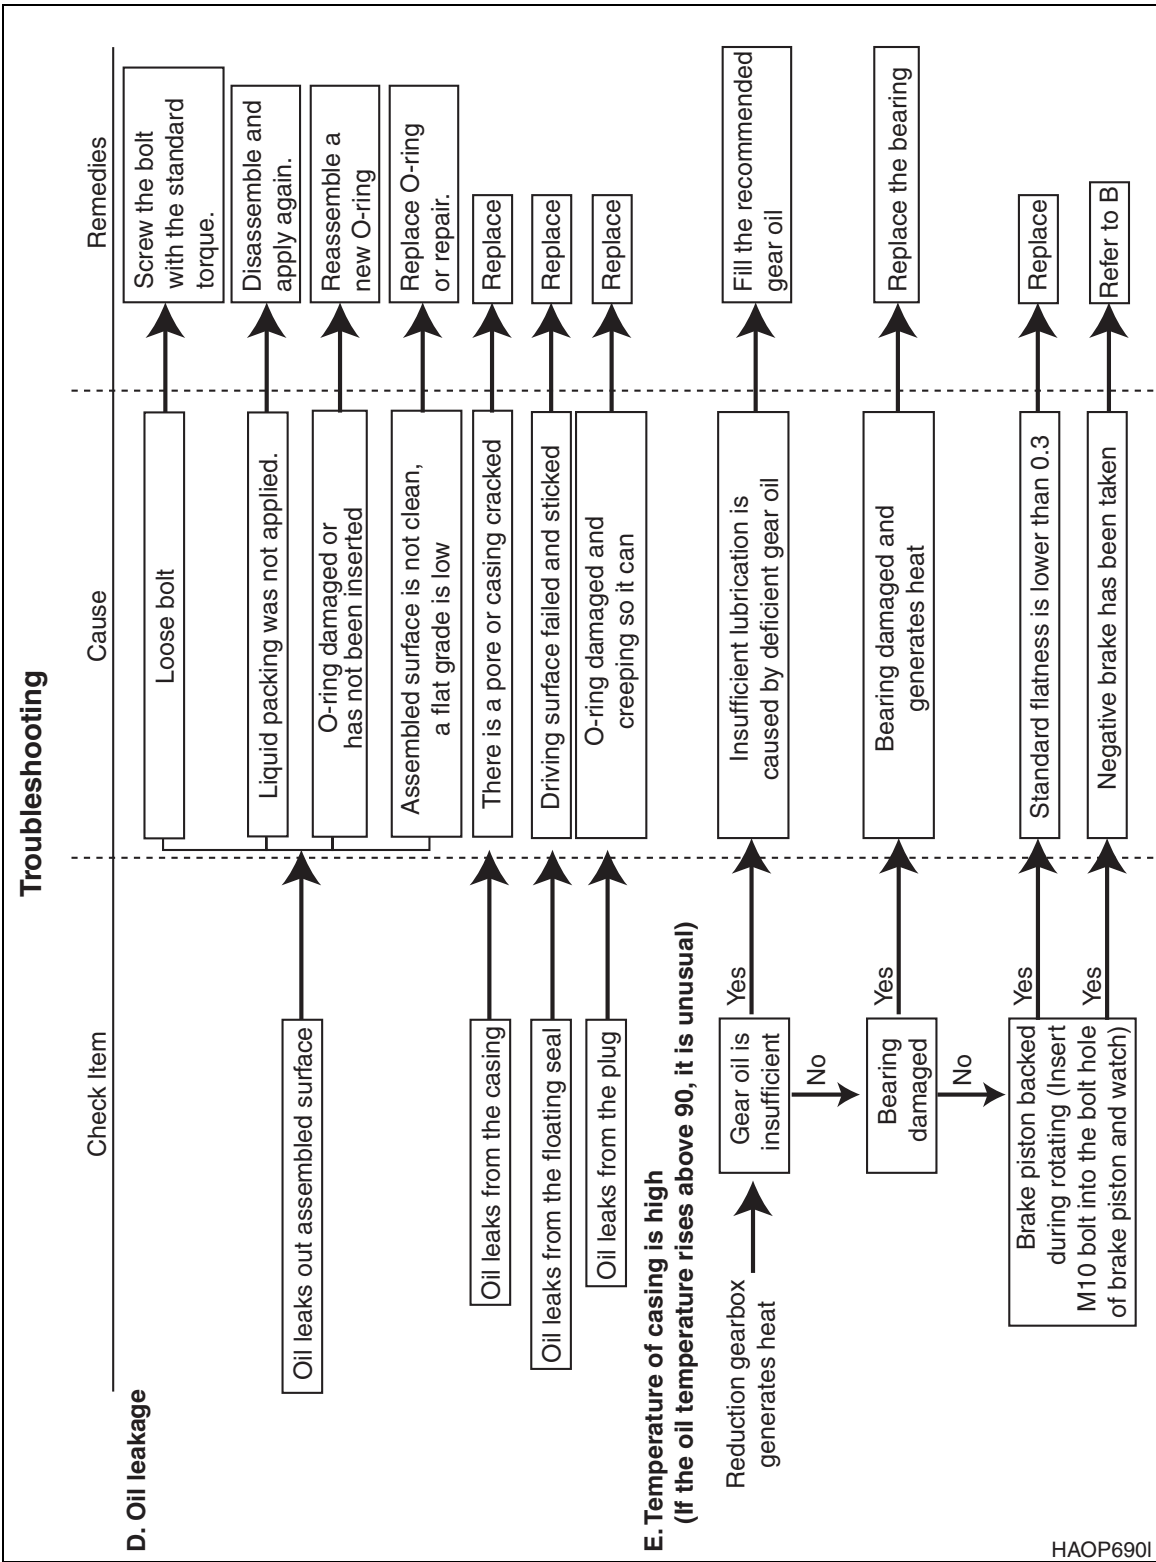 Troubleshooting
Check Item
Cause
Remedies
D. Oil leakage
Oil leaks out assembled surface
Loose bolt
Screw the bolt
with the standard
torque.
Liquid packing was not applied.
Disassemble and
apply again.
O-ring damaged or
has not been inserted
Reassemble a
new O-ring
Assembled surface is not clean,
a flat grade is low
Replace O-ring
or repair.
Oil leaks from the casing
There is a pore or casing cracked
Replace
Oil leaks from the floating seal
Driving surface failed and sticked
Replace
Oil leaks from the plug
O-ring damaged and
creeping so it can
Replace
E. Temperature of casing is high
(If the oil temperature rises above 90, it is unusual)
Reduction gearbox
generates heat
Gear oil is
insufficient
Yes
Insufficient lubrication is
caused by deficient gear oil
Fill the recommended
gear oil
No
Bearing
damaged
Yes
Bearing damaged and
generates heat
Replace the bearing
No
Brake piston backed
during rotating (Insert
M10 bolt into the bolt hole
of brake piston and watch)
Yes
Standard flatness is lower than 0.3
Replace
Yes
Negative brake has been taken
Refer to B
HAOP690I